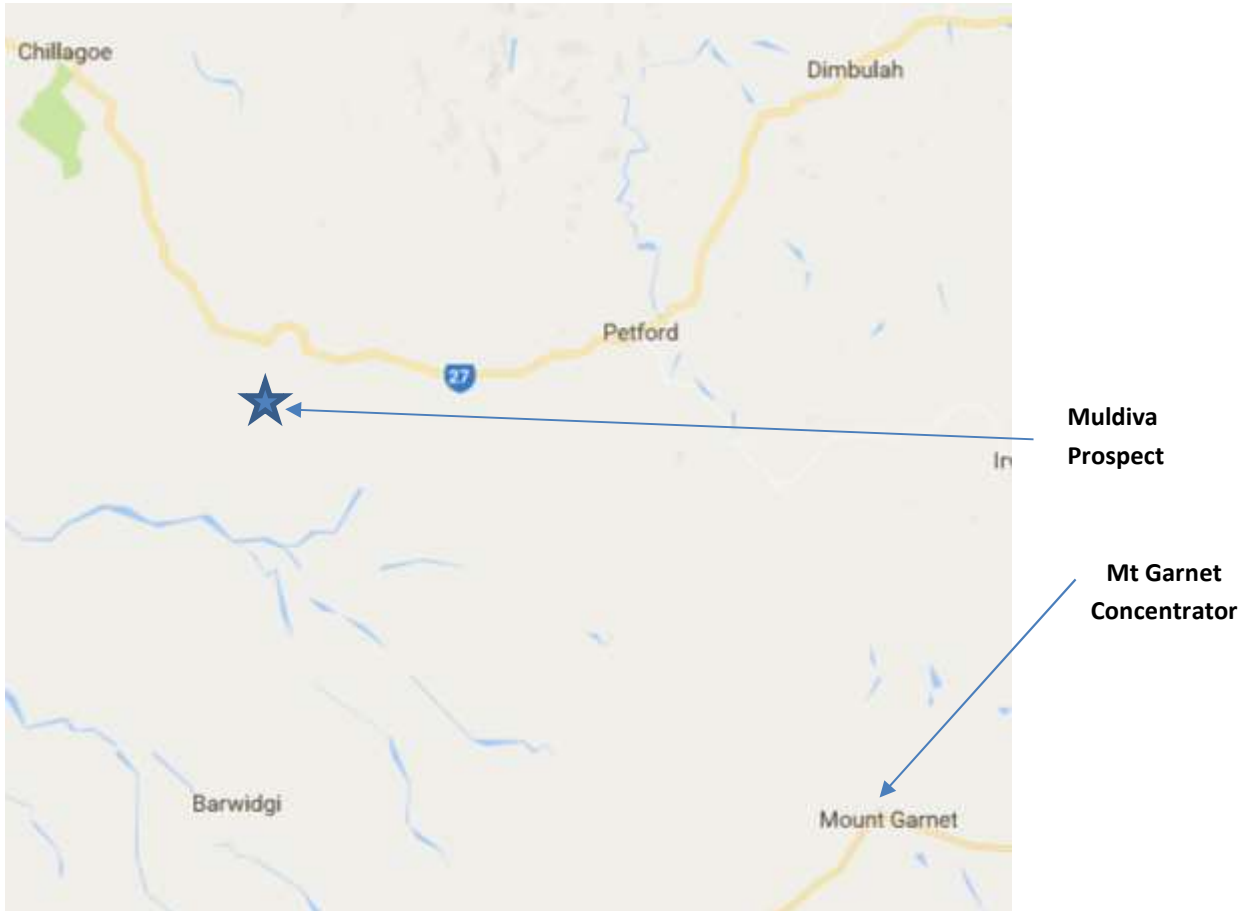 Chillagoe
Dimbulah
Petford
27
Muldiva
Prospect
Mt Garnet
Concentrator
Barwidgi
Mount Garnet